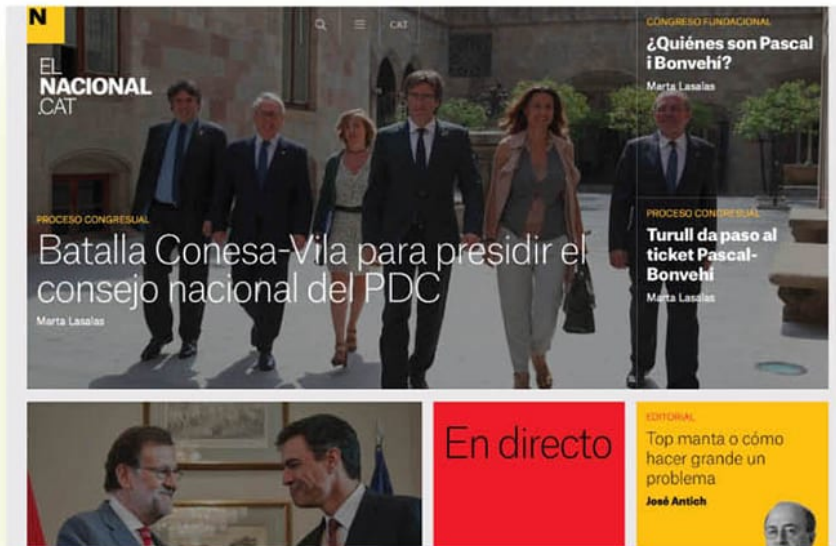 N
CAT
EL
NACIONAL
.CAT
PROCESO CONGRESUAL
Batalla Conesa-Vila para presidir el
consejo nacional del PDC
Marta Lasalas
CONGRESO FUNDACIONAL
¿Quiénes son Pascal
i Bonvehí?
Marta Lasalas
PROCESO CONGRESUAL
Turull da paso al
ticket Pascal-
Bonvehí
Marta Lasalas
En directo
EDITORIAL
Top manta o cómo
hacer grande un
problema
José Antich